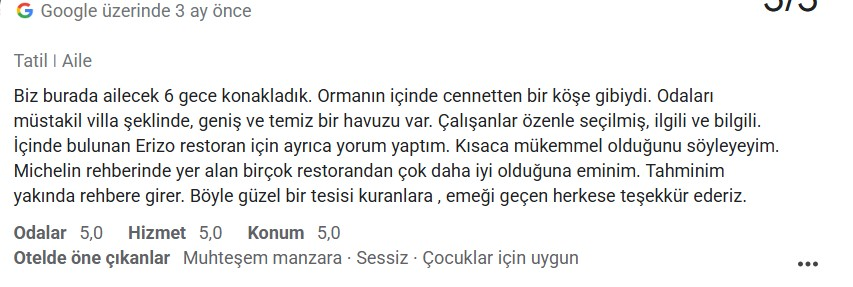 5/5
Google üzerinde 3 ay önce
Tatil | Aile
Biz burada ailecek 6 gece konakladık. Ormanın içinde cennetten bir köşe gibiydi. Odaları
müstakil villa şeklinde, geniş ve temiz bir havuzu var. Çalışanlar özenle seçilmiş, ilgili ve bilgili.
İçinde bulunan Erizo restoran için ayrıca yorum yaptım. Kısaca mükemmel olduğunu söyleyeyim.
Michelin rehberinde yer alan birçok restorandan çok daha iyi olduğuna eminim. Tahminim
yakında rehbere girer. Böyle güzel bir tesisi kuranlara , emeği geçen herkese teşekkür ederiz.
Odalar 5,0 Hizmet 5,0 Konum 5,0
Otelde öne çıkanlar Muhteşem manzara · Sessiz · Çocuklar için uygun